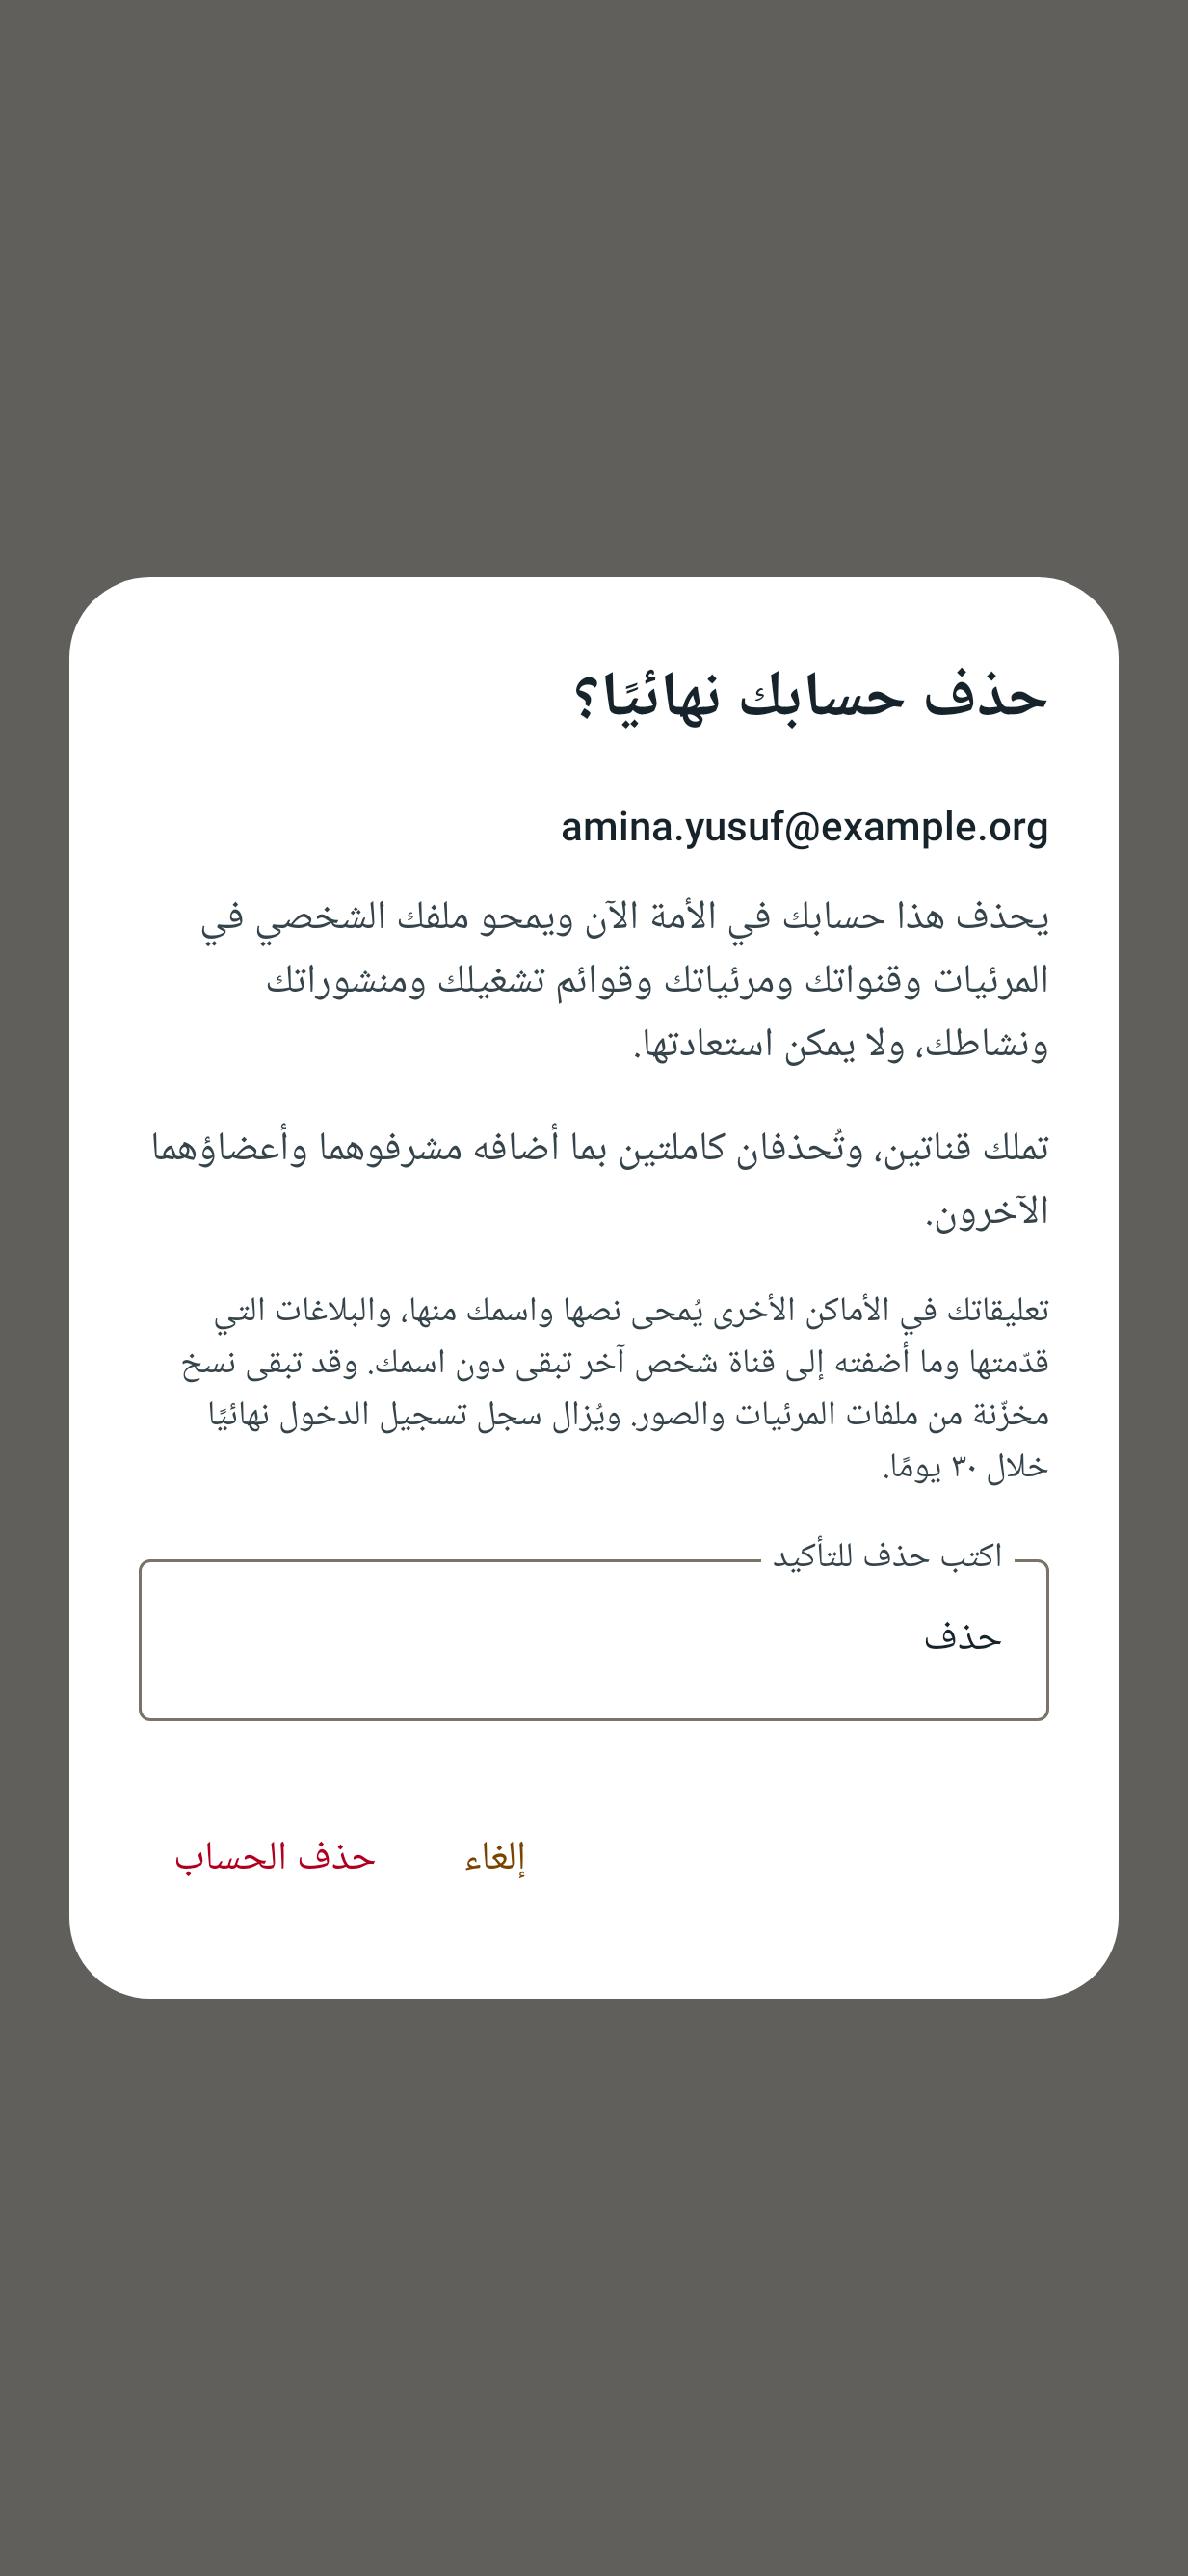 حذف حسابك نهائيًا؟
amina.yusuf@example.org
يحذف هذا حسابك في الأمة الآن ويمحو ملفك الشخصي في
المرئيات وقنواتك ومرئياتك وقوائم تشغيلك ومنشوراتك
ونشاطك، ولا يمكن استعادتها.
تملك قناتين، وتُحذفان كاملتين بما أضافه مشرفوهما وأعضاؤهما
الآخرون.
تعليقاتك في الأماكن الأخرى يُمحى نصها واسمك منها، والبلاغات التي
قدّمتها وما أضفته إلى قناة شخص آخر تبقى دون اسمك. وقد تبقى نسخ
مخزّنة من ملفات المرئيات والصور. ويُزال سجل تسجيل الدخول نهائيًا
خلال ٣٠ يومًا.
اكتب حذف للتأكيد
حذف
إلغاء
حذف الحساب